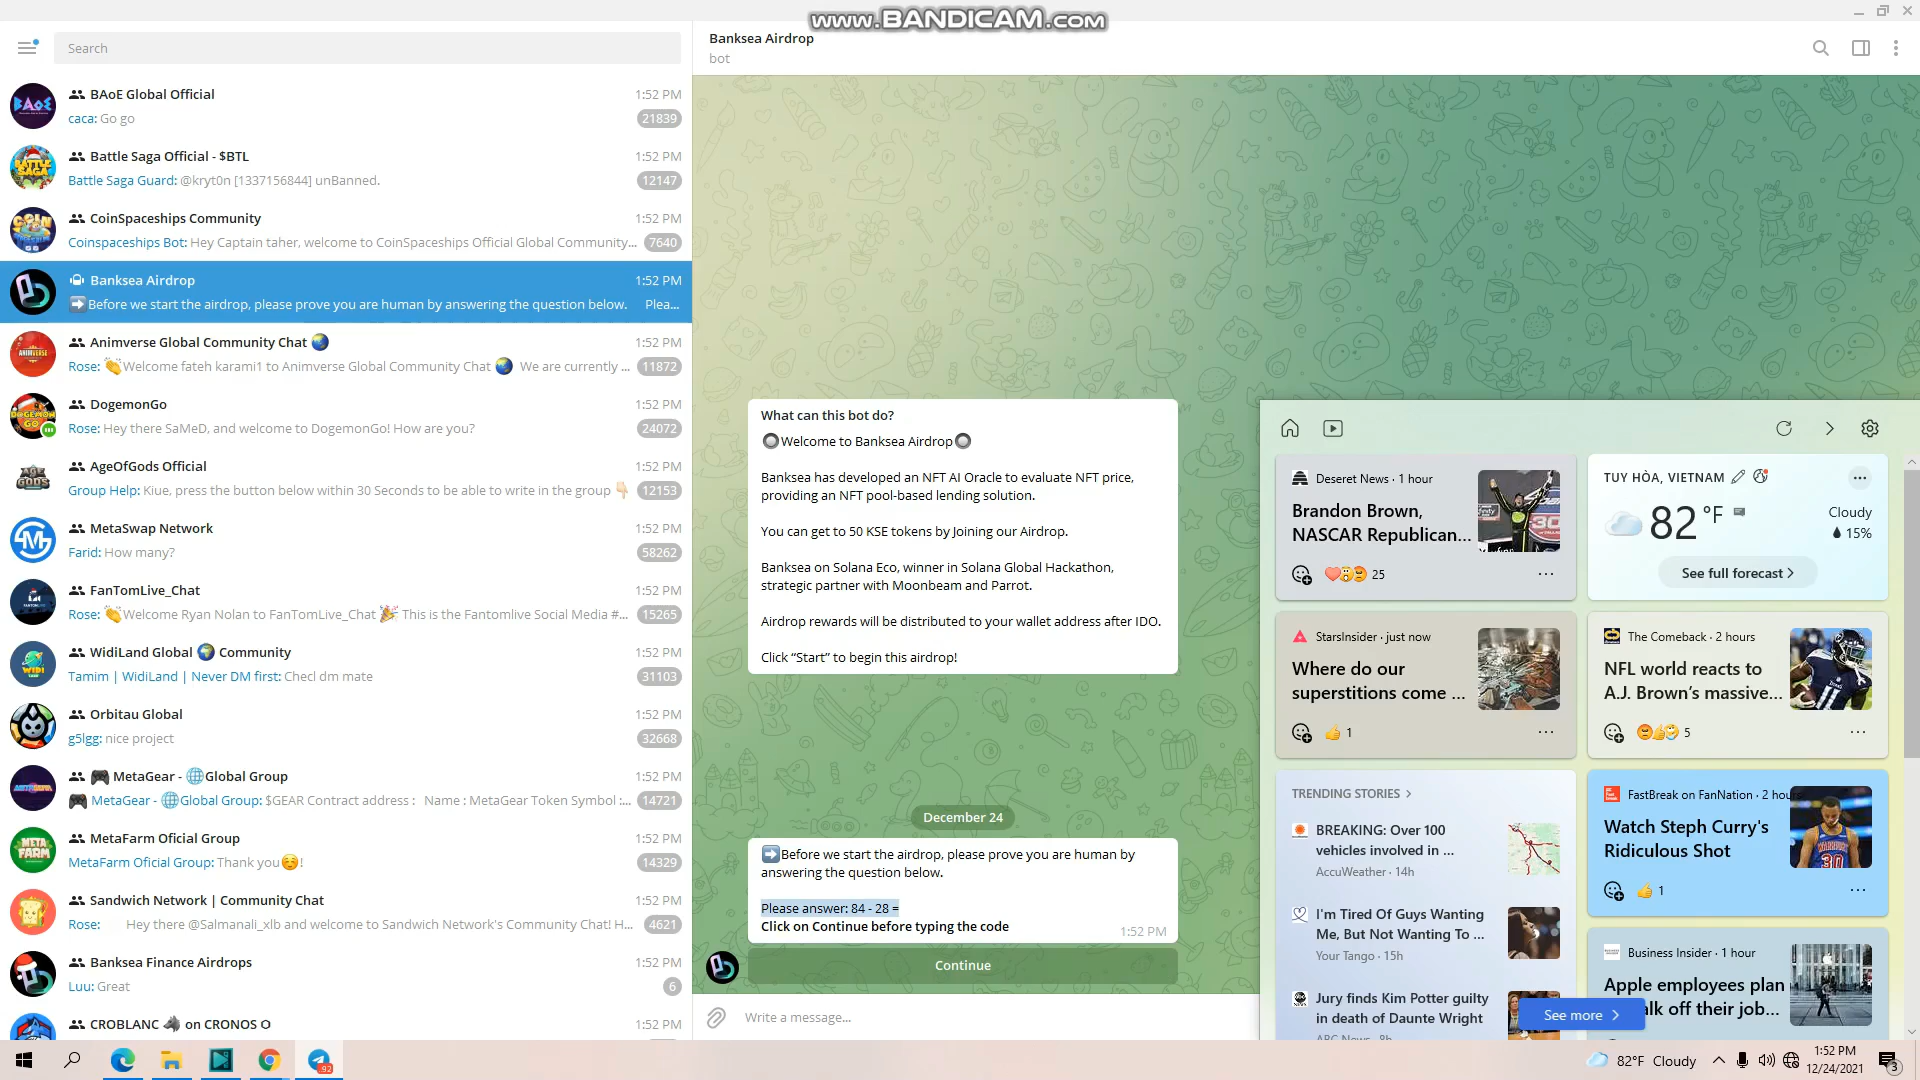 www.BANDICAM.com
Search
BAoE Global Official 1:52 PM
caca: Go go 21839
Battle Saga Official - $BTL 1:52 PM
Battle Saga Guard: @kryt0n [1337156844] unBanned. 12147
CoinSpaceships Community 1:52 PM
Coinspaceships Bot: Hey Captain taher, welcome to CoinSpaceships Official Global Community... 7640
Banksea Airdrop 1:52 PM
➡️Before we start the airdrop, please prove you are human by answering the question below. Plea...
Animverse Global Community Chat 🌏 1:52 PM
Rose: 👏Welcome fateh karami1 to Animverse Global Community Chat 🌏 We are currently ... 11872
DogemonGo 1:52 PM
Rose: Hey there SaMeD, and welcome to DogemonGo! How are you? 24072
AgeOfGods Official 1:52 PM
Group Help: Kiue, press the button below within 30 Seconds to be able to write in the group 👇🏻 12153
MetaSwap Network 1:52 PM
Farid: How many? 58262
FanTomLive_Chat 1:52 PM
Rose: 👏Welcome Ryan Nolan to FanTomLive_Chat 🎉 This is the Fantomlive Social Media #... 15265
WidiLand Global 🌍 Community 1:52 PM
Tamim | WidiLand | Never DM first: Checl dm mate 31103
Orbitau Global 1:52 PM
g5lgg: nice project 32668
🎮 MetaGear - 🌐Global Group 1:52 PM
🎮 MetaGear - 🌐Global Group: $GEAR Contract address : Name : MetaGear Token Symbol :... 14721
MetaFarm Oficial Group 1:52 PM
MetaFarm Oficial Group: Thank you☺️! 14329
Sandwich Network | Community Chat 1:52 PM
Rose: Hey there @Salmanali_xlb and welcome to Sandwich Network's Community Chat! H... 4621
Banksea Finance Airdrops 1:52 PM
Luu: Great 6
CROBLANC 🐺 on CRONOS O 1:52 PM
Banksea Airdrop
bot
What can this bot do?
🔘Welcome to Banksea Airdrop🔘
Banksea has developed an NFT AI Oracle to evaluate NFT price,
providing an NFT pool-based lending solution.
You can get to 50 KSE tokens by Joining our Airdrop.
Banksea on Solana Eco, winner in Solana Global Hackathon,
strategic partner with Moonbeam and Parrot.
Airdrop rewards will be distributed to your wallet address after IDO.
Click “Start” to begin this airdrop!
December 24
➡️Before we start the airdrop, please prove you are human by
answering the question below.
Please answer: 84 - 28 =
Click on Continue before typing the code
1:52 PM
Continue
Write a message...
Deseret News · 1 hour
Brandon Brown,
NASCAR Republican...
25
TUY HÒA, VIETNAM
82 °F
Cloudy
15%
See full forecast
StarsInsider · just now
Where do our
superstitions come ...
1
The Comeback · 2 hours
NFL world reacts to
A.J. Brown’s massive...
5
TRENDING STORIES
BREAKING: Over 100
vehicles involved in ...
AccuWeather · 14h
I'm Tired Of Guys Wanting
Me, But Not Wanting To ...
Your Tango · 15h
Jury finds Kim Potter guilty
in death of Daunte Wright
ABC News · 8h
FastBreak on FanNation · 2 hours
Watch Steph Curry's
Ridiculous Shot
1
Business Insider · 1 hour
Apple employees plan
alk off their job...
See more
92
82°F Cloudy
1:52 PM
12/24/2021
3